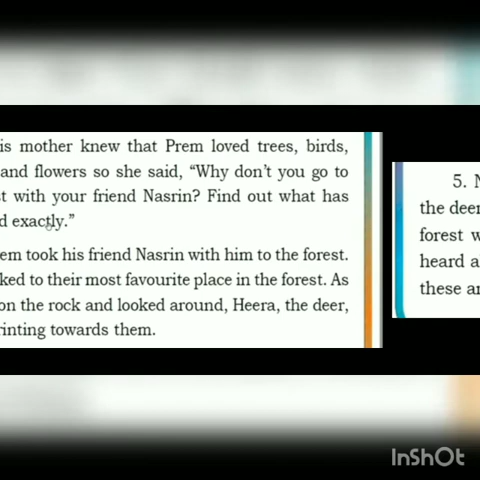 is mother knew that Prem loved trees, birds,
and flowers so she said, “Why don’t you go to
st with your friend Nasrin? Find out what has
d exactly.”
em took his friend Nasrin with him to the forest.
ked to their most favourite place in the forest. As
on the rock and looked around, Heera, the deer,
rinting towards them.
5. N
the deer
forest w
heard a
these an
InShOt